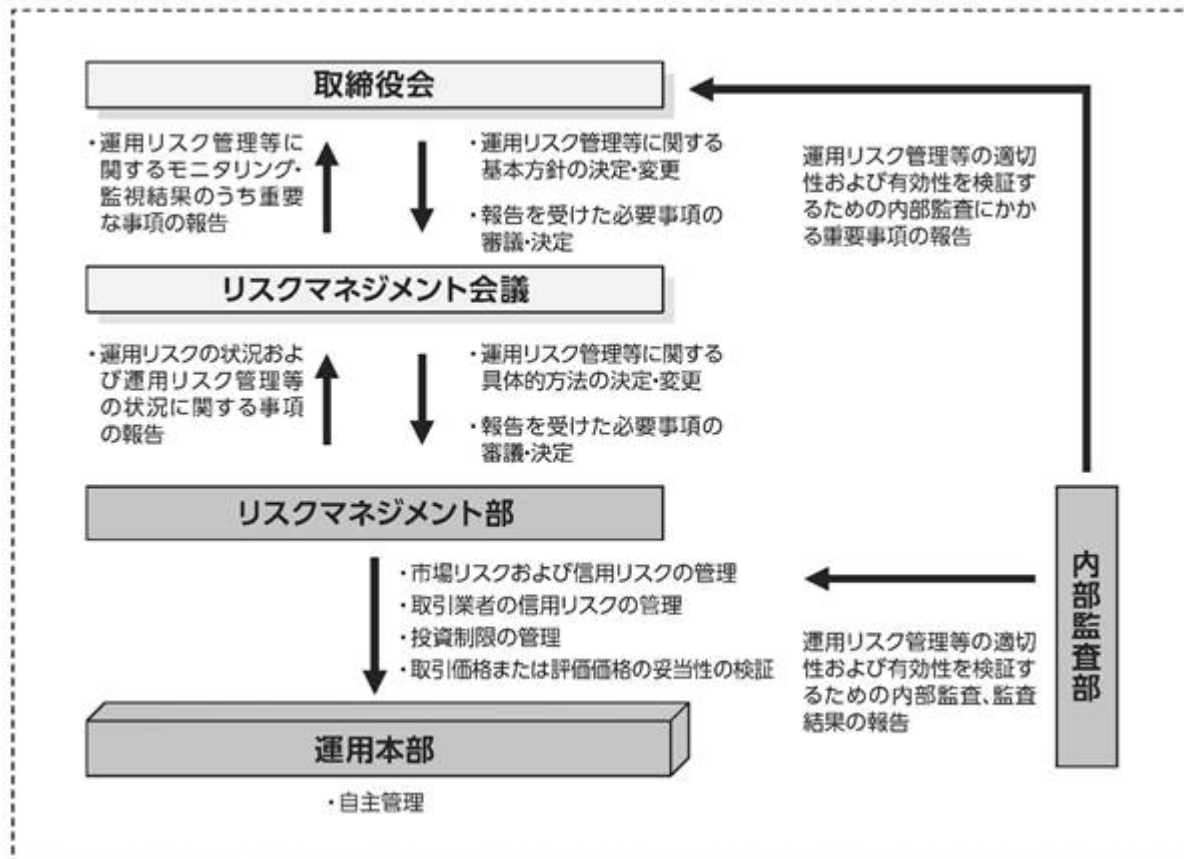 取締役会
・運用リスク管理等に
関するモニタリング・
監視結果のうち重要
な事項の報告
・運用リスク管理等に関する
基本方針の決定・変更
・報告を受けた必要事項の
審議・決定
運用リスク管理等の適切
性および有効性を検証す
るための内部監査にかか
る重要事項の報告
リスクマネジメント会議
・運用リスクの状況およ
び運用リスク管理等
の状況に関する事項
の報告
・運用リスク管理等に関する
具体的方法の決定・変更
・報告を受けた必要事項の
審議・決定
リスクマネジメント部
・市場リスクおよび信用リスクの管理
・取引業者の信用リスクの管理
・投資制限の管理
・取引価格または評価価格の妥当性の検証
内部監査部
運用リスク管理等の適切
性および有効性を検証す
るための内部監査、監査
結果の報告
運用本部
・自主管理